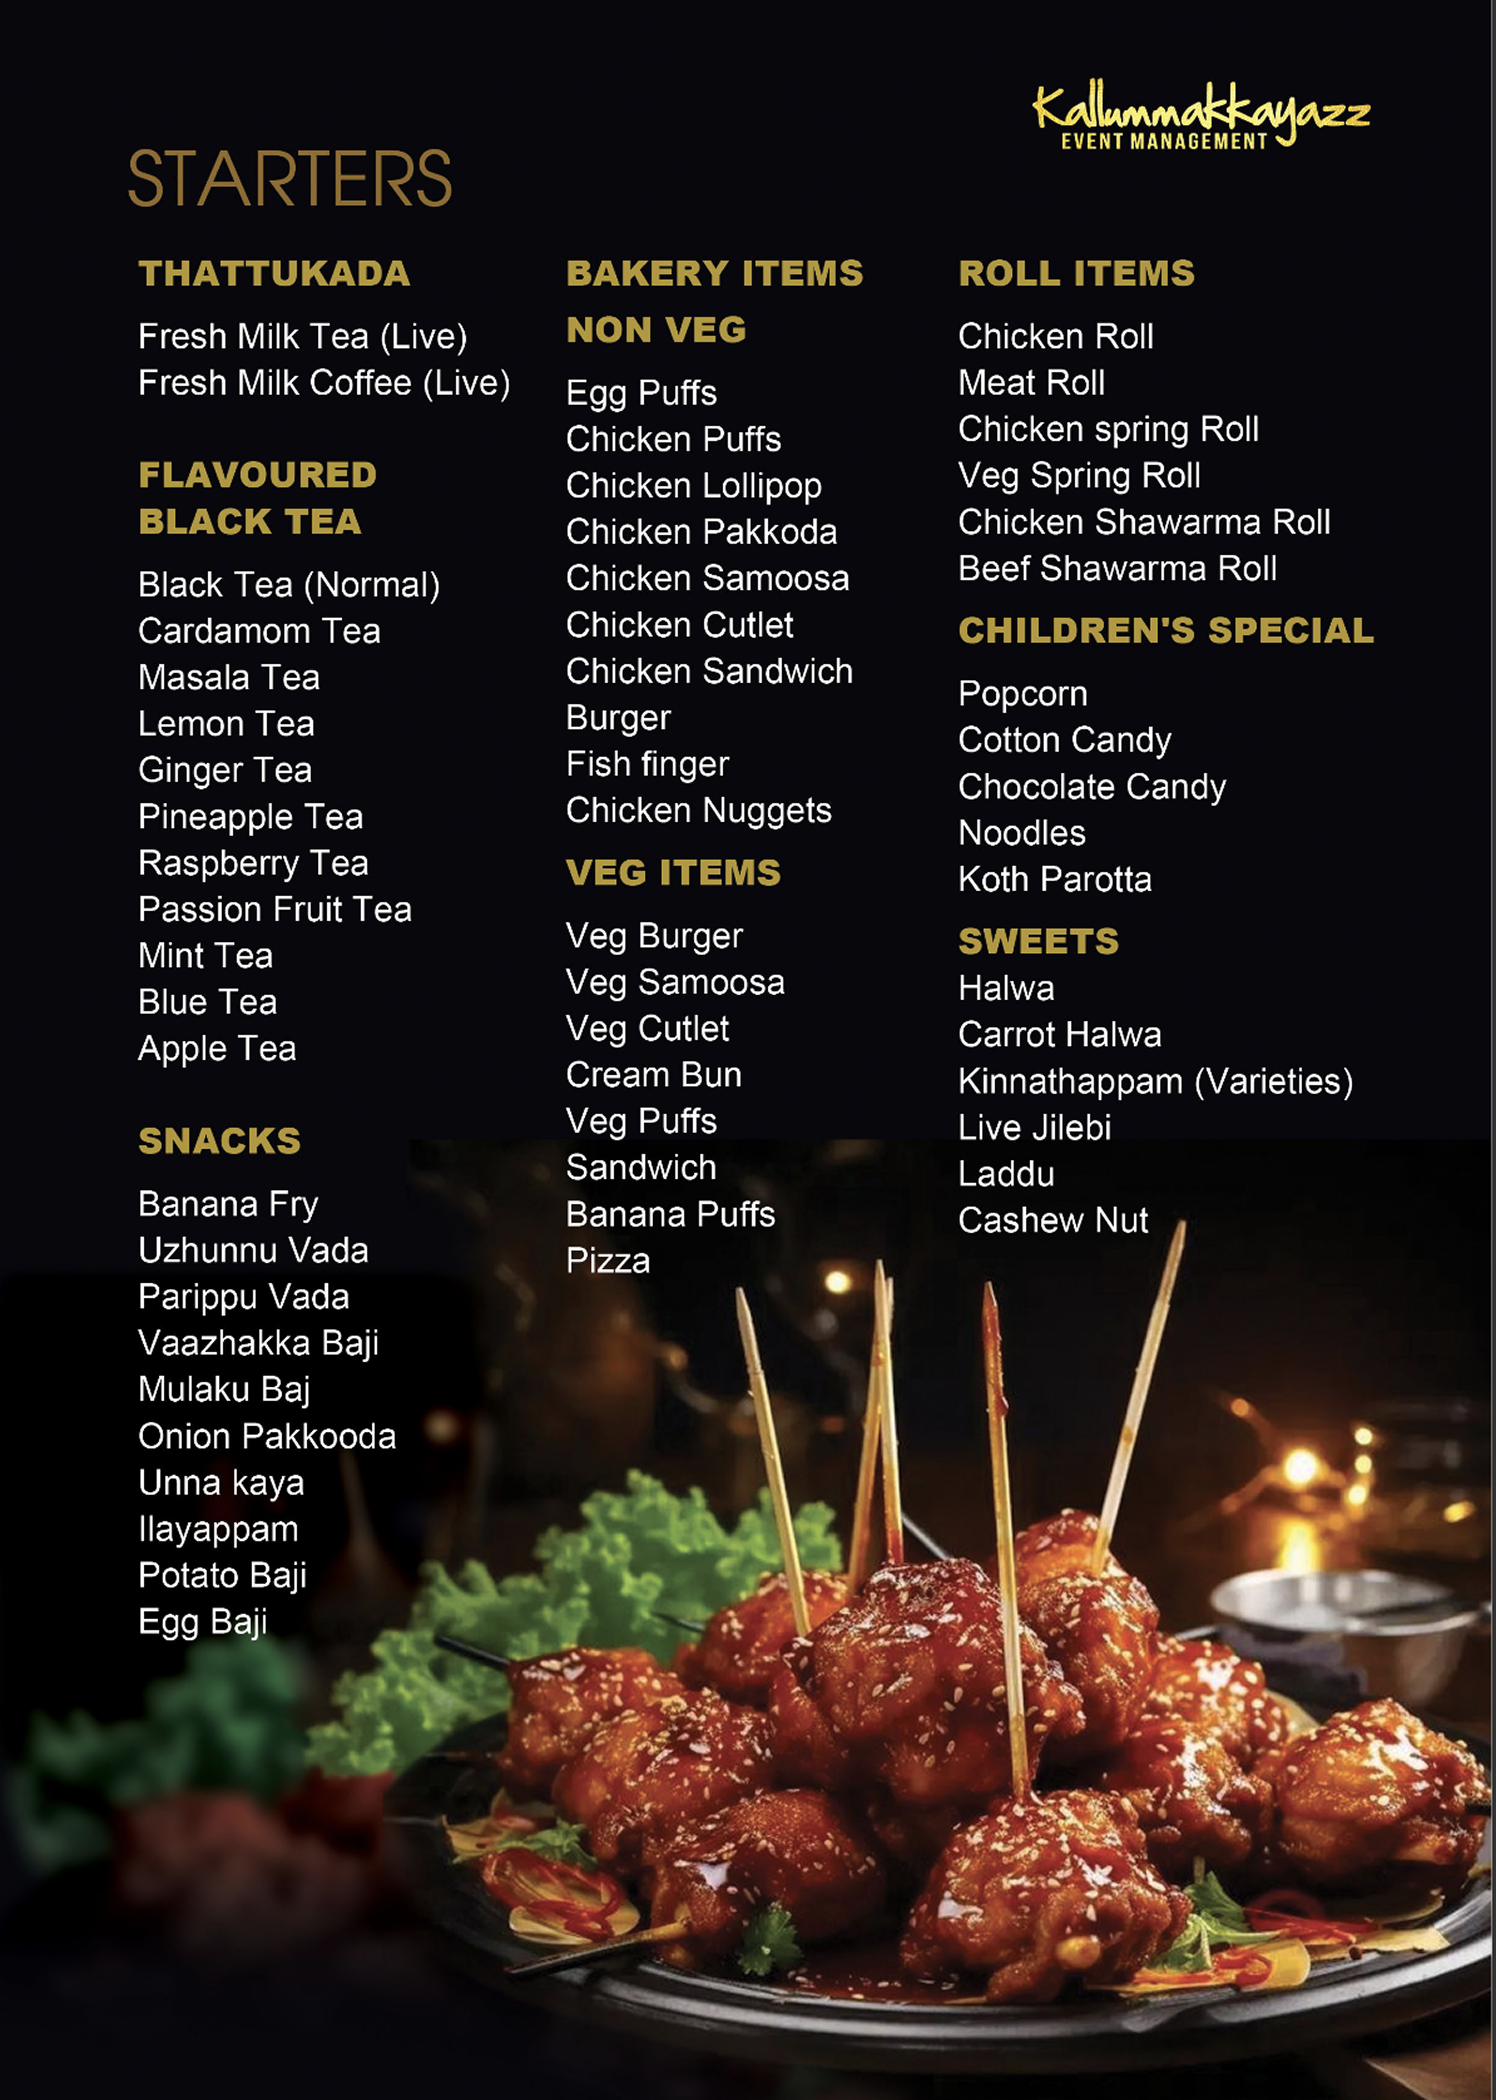 Kallummakkayazz
EVENT MANAGEMENT
STARTERS
THATTUKADA
Fresh Milk Tea (Live)
Fresh Milk Coffee (Live)
FLAVOURED
BLACK TEA
Black Tea (Normal)
Cardamom Tea
Masala Tea
Lemon Tea
Ginger Tea
Pineapple Tea
Raspberry Tea
Passion Fruit Tea
Mint Tea
Blue Tea
Apple Tea
SNACKS
Banana Fry
Uzhunnu Vada
Parippu Vada
Vaazhakka Baji
Mulaku Baj
Onion Pakkooda
Unna kaya
Ilayappam
Potato Baji
Egg Baji
BAKERY ITEMS
NON VEG
Egg Puffs
Chicken Puffs
Chicken Lollipop
Chicken Pakkoda
Chicken Samoosa
Chicken Cutlet
Chicken Sandwich
Burger
Fish finger
Chicken Nuggets
VEG ITEMS
Veg Burger
Veg Samoosa
Veg Cutlet
Cream Bun
Veg Puffs
Sandwich
Banana Puffs
Pizza
ROLL ITEMS
Chicken Roll
Meat Roll
Chicken spring Roll
Veg Spring Roll
Chicken Shawarma Roll
Beef Shawarma Roll
CHILDREN'S SPECIAL
Popcorn
Cotton Candy
Chocolate Candy
Noodles
Koth Parotta
SWEETS
Halwa
Carrot Halwa
Kinnathappam (Varieties)
Live Jilebi
Laddu
Cashew Nut